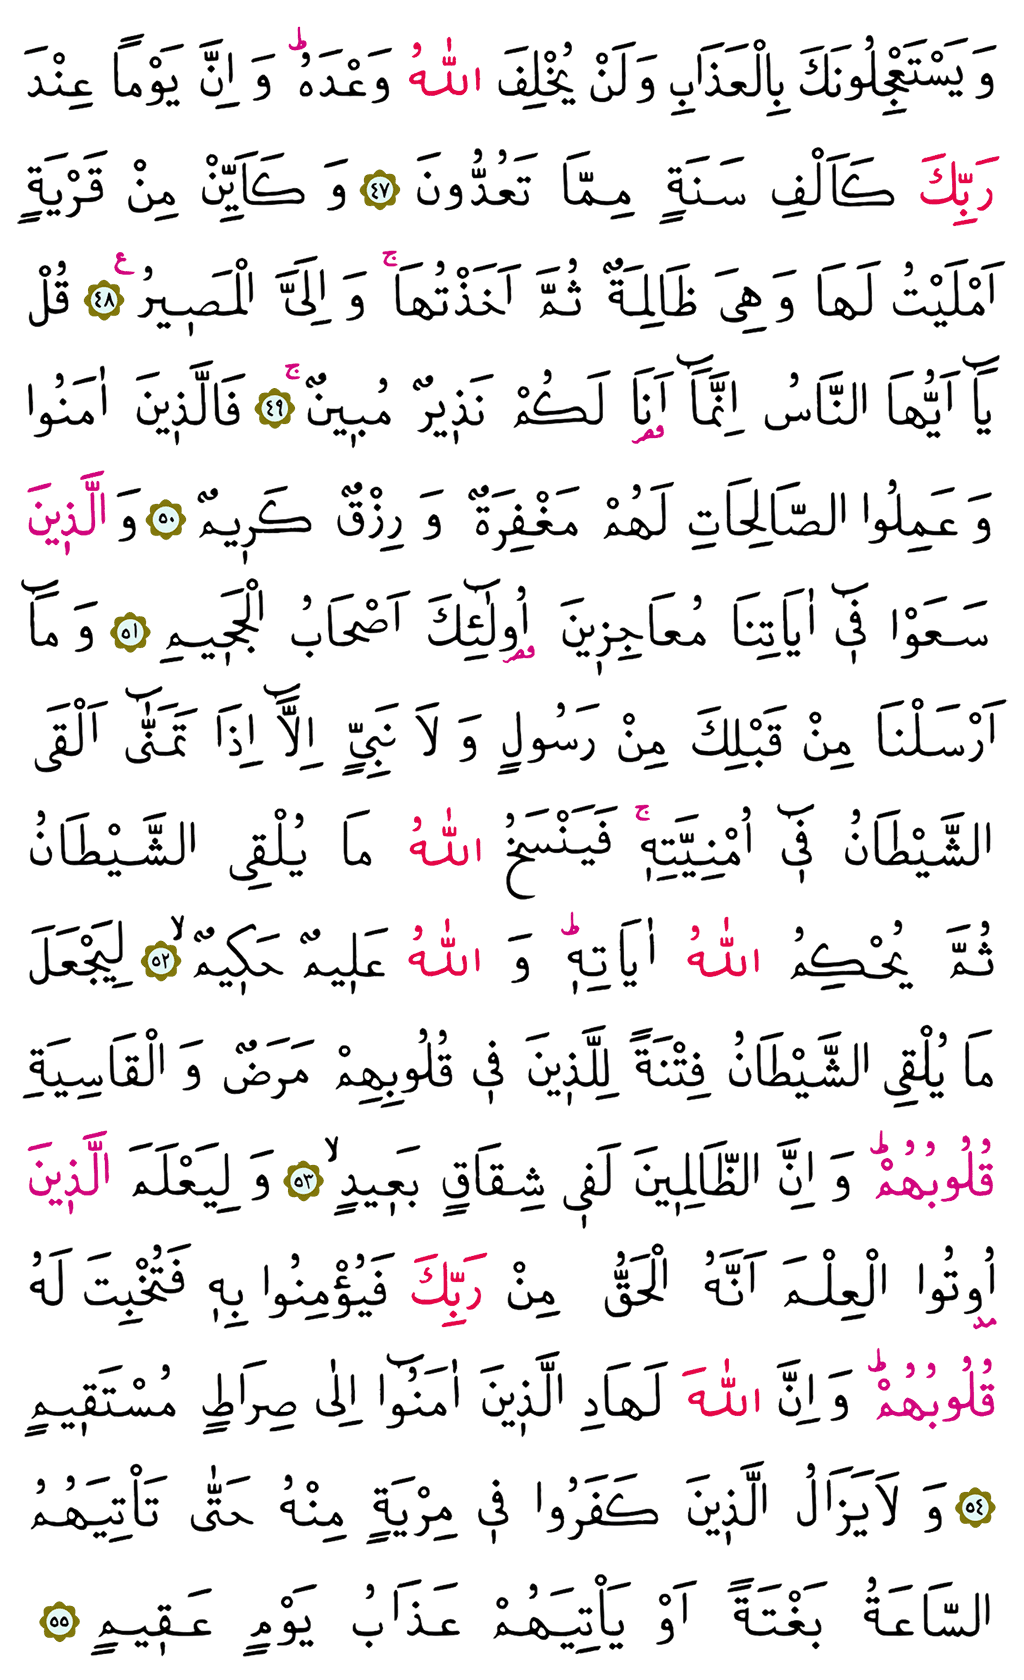 وَ يَسْتَعْجِلُونَكَ بِالْعَذَابِ وَلَنْ يُخْلِفَ اللّٰهُ وَعْدَهُ ۜ وَ اِنَّ يَوْماً عِنْدَ
رَبِّكَ كَاَلْفِ سَنَةٍ مِمَّا تَعُدُّونَ ﴿٤٧﴾ وَ كَاَيِّنْ مِنْ قَرْيَةٍ
اَمْلَيْتُ لَهَا وَ هِىَ ظَالِمَةٌ ثُمَّ اَخَذْتُهَا ۚ وَ اِلَىَّ الْمَصٖيرُ ع ﴿٤٨﴾ قُلْ
يَٓا اَيُّهَا النَّاسُ اِنَّمَٓا اَنَا۬ لَكُمْ نَذٖيرٌ مُبٖينٌ ۚ ﴿٤٩﴾ فَالَّذٖينَ اٰمَنُوا
وَ عَمِلُوا الصَّالِحَاتِ لَهُمْ مَغْفِرَةٌ وَ رِزْقٌ كَرٖيمٌ ﴿٥٠﴾ وَ الَّذٖينَ
سَعَوْا فٖٓى اٰيَاتِنَا مُعَاجِزٖينَ اُو۬لٰٓئِكَ اَصْحَابُ الْجَحٖيمِ ﴿٥١﴾ وَ مَٓا
اَرْسَلْنَا مِنْ قَبْلِكَ مِنْ رَسُولٍ وَ لَا نَبِىٍّ اِلَّٓا اِذَا تَمَنّٰٓى اَلْقَى
الشَّيْطَانُ فٖٓى اُمْنِيَّتِهٖ ۚ فَيَنْسَخُ اللّٰهُ مَا يُلْقِى الشَّيْطَانُ
ثُمَّ يُحْكِمُ اللّٰهُ اٰيَاتِهٖ ۜ وَ اللّٰهُ عَلٖيمٌ حَكٖيمٌ ۙ ﴿٥٢﴾ لِيَجْعَلَ
مَا يُلْقِى الشَّيْطَانُ فِتْنَةً لِلَّذٖينَ فٖى قُلُوبِهِمْ مَرَضٌ وَ الْقَاسِيَةِ
قُلُوبُهُمْ ۜ وَ اِنَّ الظَّالِمٖينَ لَفٖى شِقَاقٍ بَعٖيدٍ ۙ ﴿٥٣﴾ وَ لِيَعْلَمَ الَّذٖينَ
اُوتُوا الْعِلْمَ اَنَّهُ الْحَقُّ مِنْ رَبِّكَ فَيُؤْمِنُوا بِهٖ فَتُخْبِتَ لَهُ
قُلُوبُهُمْ ۜ وَ اِنَّ اللّٰهَ لَهَادِ الَّذٖينَ اٰمَنُٓوا اِلٰى صِرَاطٍ مُسْتَقٖيمٍ
﴿٥٤﴾ وَ لَا يَزَالُ الَّذٖينَ كَفَرُوا فٖى مِرْيَةٍ مِنْهُ حَتّٰى تَأْتِيَهُمُ
السَّاعَةُ بَغْتَةً اَوْ يَأْتِيَهُمْ عَذَابُ يَوْمٍ عَقٖيمٍ ﴿٥٥﴾